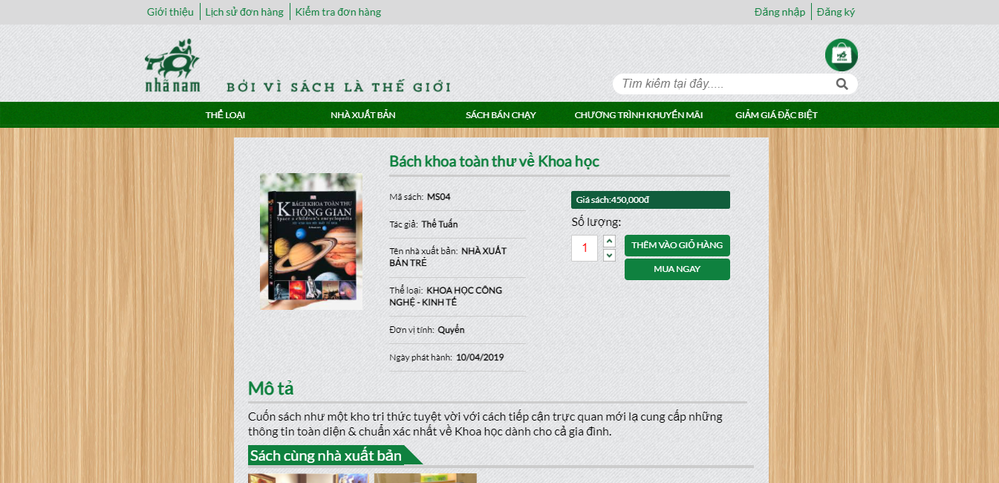 Giới thiệu Lịch sử đơn hàng Kiểm tra đơn hàng Đăng nhập Đăng ký
nhã nam BỞI VÌ SÁCH LÀ THẾ GIỚI
Tìm kiếm tại đây.....
THỂ LOẠI NHÀ XUẤT BẢN SÁCH BÁN CHẠY CHƯƠNG TRÌNH KHUYẾN MÃI GIẢM GIÁ ĐẶC BIỆT
Bách khoa toàn thư về Khoa học
BÁCH KHOA TOÀN THƯ
KHÔNG GIAN
Space a children's encyclopedia
Mã sách: MS04
Tác giả: Thế Tuấn
Tên nhà xuất bản: NHÀ XUẤT
BẢN TRẺ
Thể loại: KHOA HỌC CÔNG
NGHỆ - KINH TẾ
Đơn vị tính: Quyển
Ngày phát hành: 10/04/2019
Giá sách:450,000đ
Số lượng:
1
THÊM VÀO GIỎ HÀNG
MUA NGAY
Mô tả
Cuốn sách như một kho tri thức tuyệt vời với cách tiếp cận trực quan mới lạ cung cấp những
thông tin toàn diện & chuẩn xác nhất về Khoa học dành cho cả gia đình.
Sách cùng nhà xuất bản